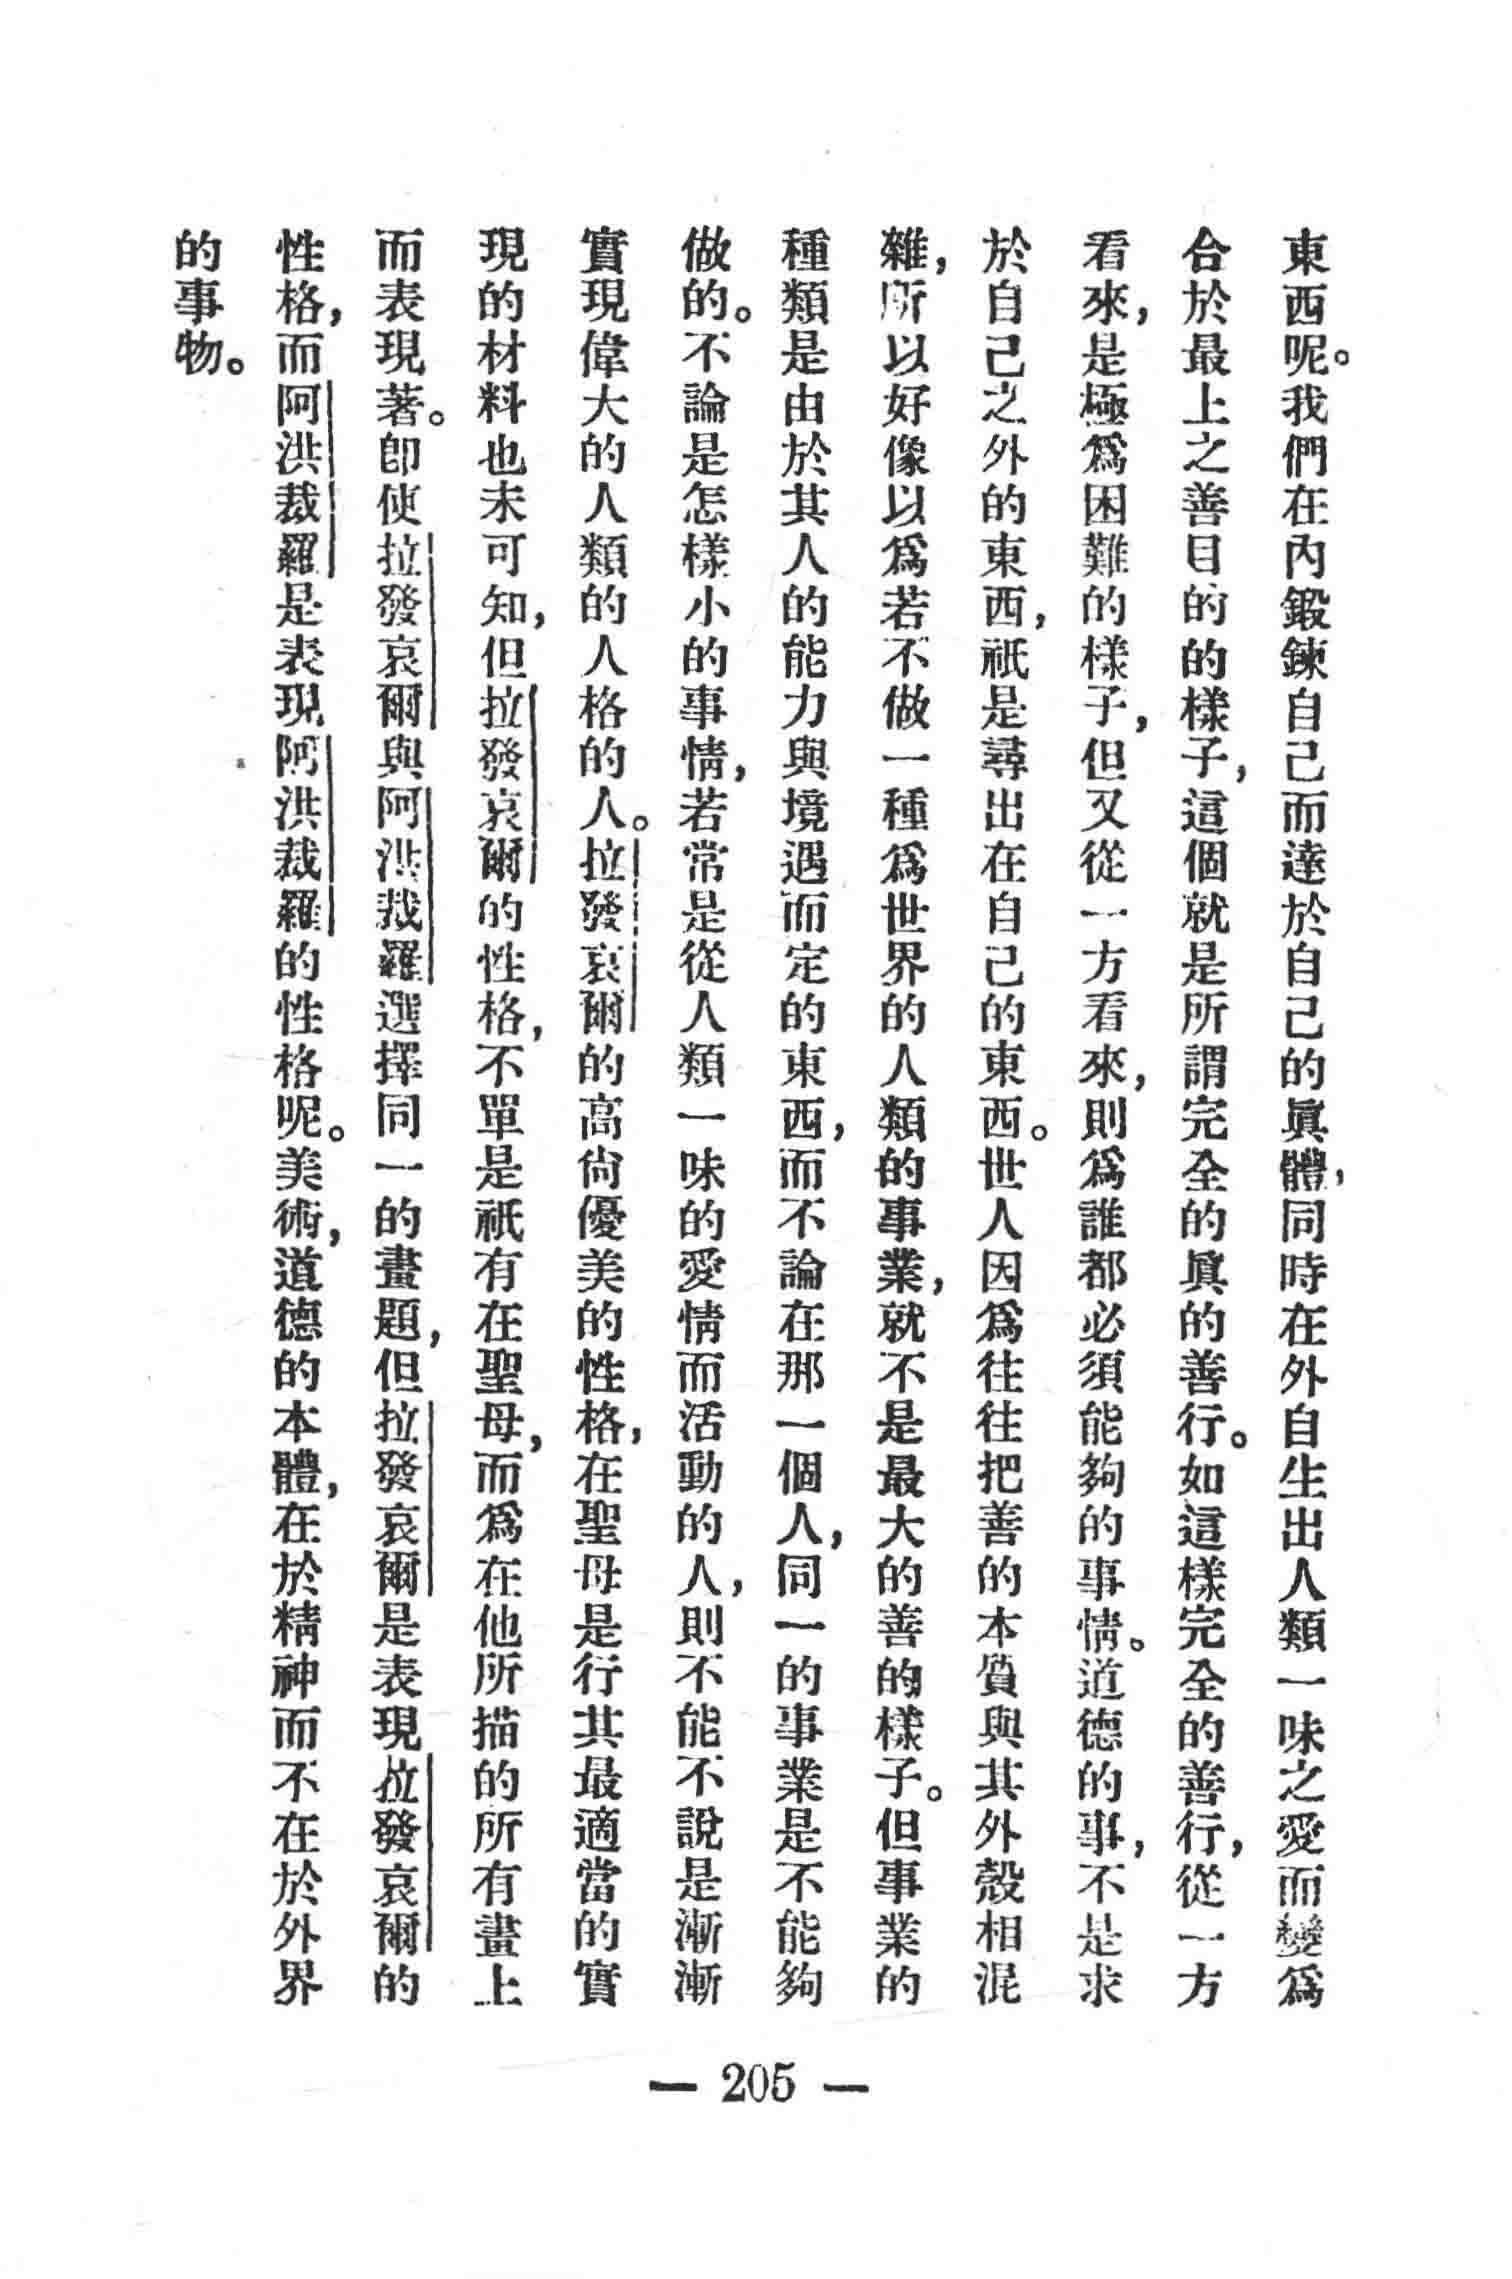 東西呢。我們在內鍛鍊自己而達於自己的眞體，同時在外自生出人類一味之愛而變爲
合於最上之善目的的樣子，這個就是所謂完全的眞的善行。如這樣完全的善行，從一方
看來，是極爲困難的樣子，但又從一方看來，則爲誰都必須能夠的事情。道德的事，不是求
於自己之外的東西，祇是尋出在自己的東西。世人因爲往往把善的本質與其外殼相混
雜，所以好像以爲若不做一種爲世界的人類的事業，就不是最大的善的樣子。但事業的
種類是由於其人的能力與境遇而定的東西，而不論在那一個人，同一的事業是不能夠
做的。不論是怎樣小的事情，若常是從人類一味的愛情而活動的人，則不能不說是漸漸
實現偉大的人類的人格的人。拉發哀爾的高尙優美的性格，在聖母是行其最適當的實
現的材料也未可知，但拉發哀爾的性格，不單是祇有在聖母，而爲在他所描的所有畫上
而表現著。卽使拉發哀爾與阿洪裁羅選擇同一的畫題，但拉發哀爾是表現拉發哀爾的
性格，而阿洪裁羅是表現阿洪裁羅的性格呢。美術，道德的本體，在於精神而不在於外界
的事物。
— 205 —